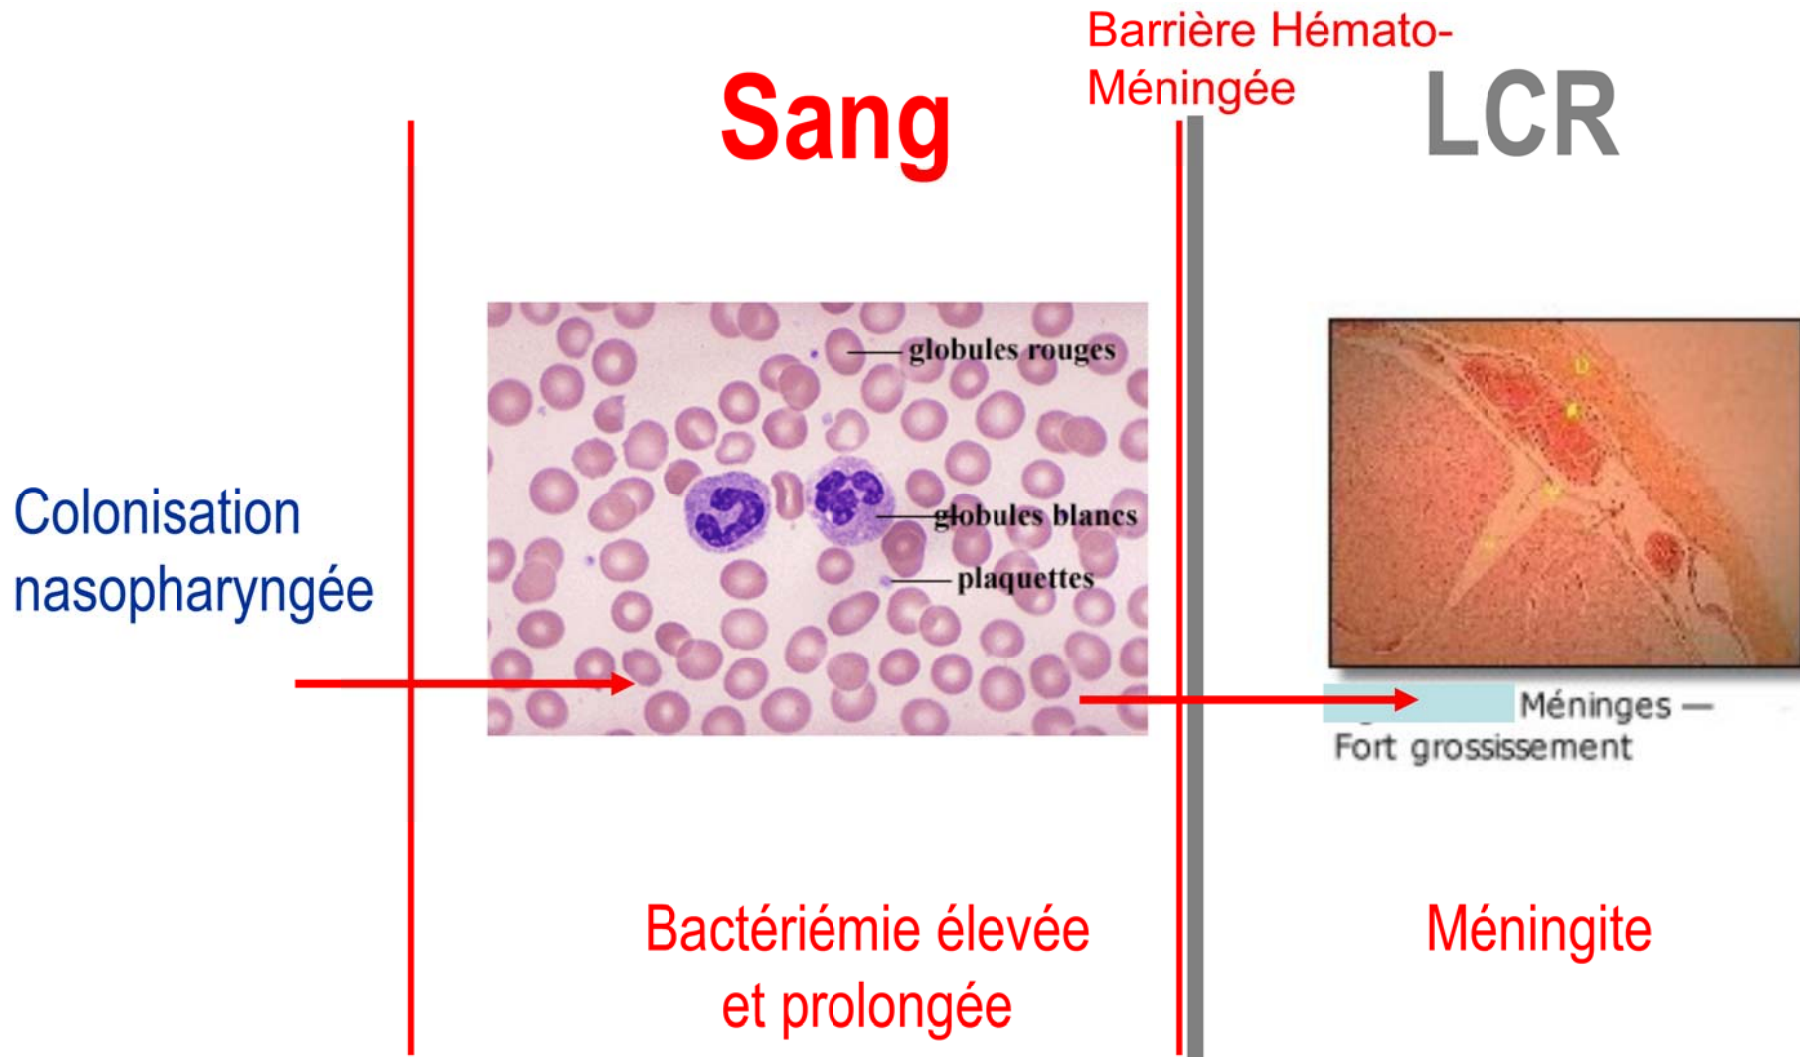 Barrière Hémato-
Méningée
Sang
LCR
globules rouges
globules blancs
plaquettes
Colonisation
nasopharyngée
Méninges —
Fort grossissement
Bactériémie élevée
et prolongée
Méningite